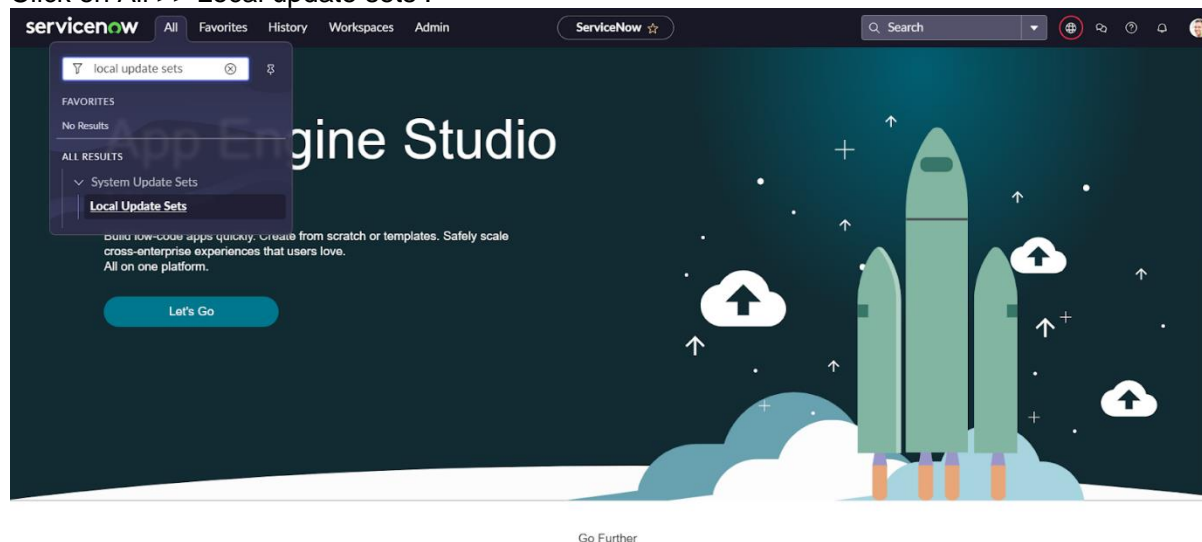 Click on All >> Local update sets .
servicenow All Favorites History Workspaces Admin ServiceNow Search
local update sets
FAVORITES
No Results
App Engine Studio
ALL RESULTS
System Update Sets
Local Update Sets
Build low-code apps quickly. Create from scratch or templates. Safely scale
cross-enterprise experiences that users love.
All on one platform.
Let's Go
Go Further